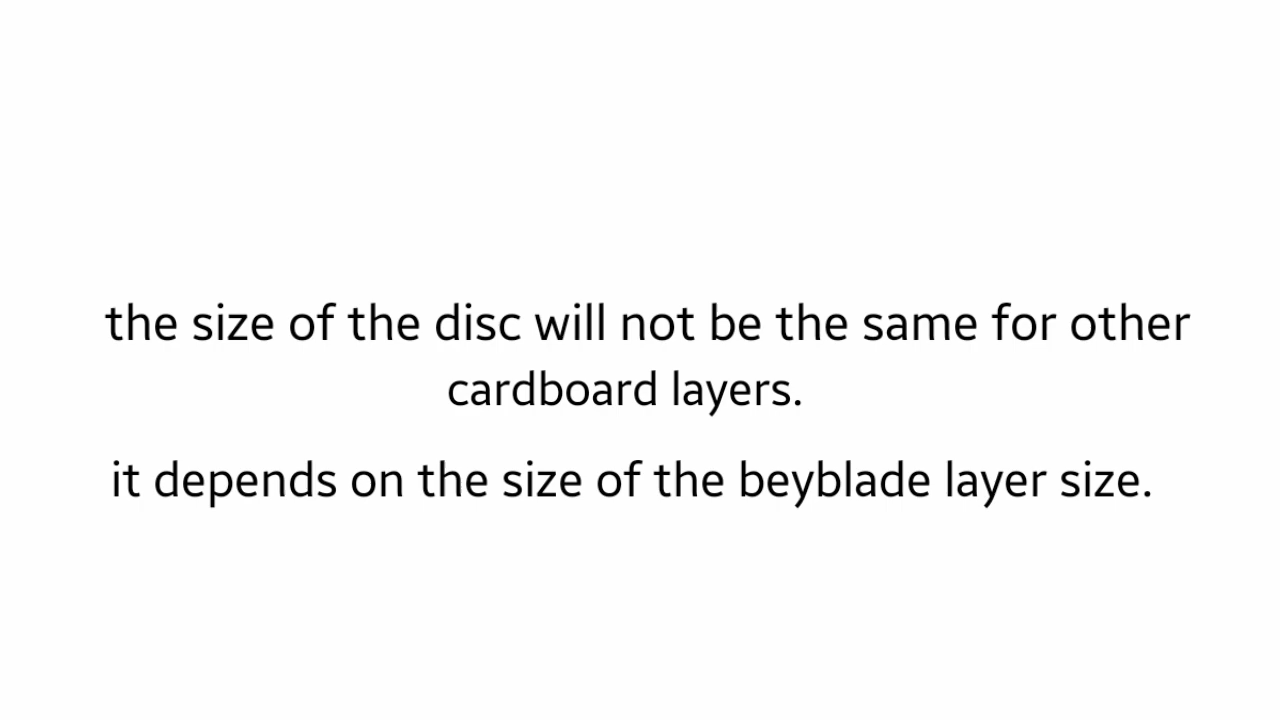 the size of the disc will not be the same for other
cardboard layers.
it depends on the size of the beyblade layer size.